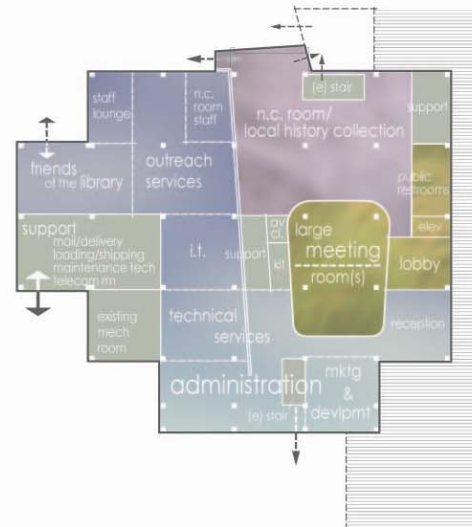 (e) stair
staff
lounge
n.c.
room
staff
n.c. room/
local history collection
support
friends
of the library
outreach
services
public
restrooms
support
mail/delivery
loading/shipping
maintenance tech
telecom rm
i.t.
support
av
cl.
kit
large
meeting
room(s)
elev
lobby
existing
mech
room
technical
services
reception
administration
mktg
&
devlpmt
(e) stair